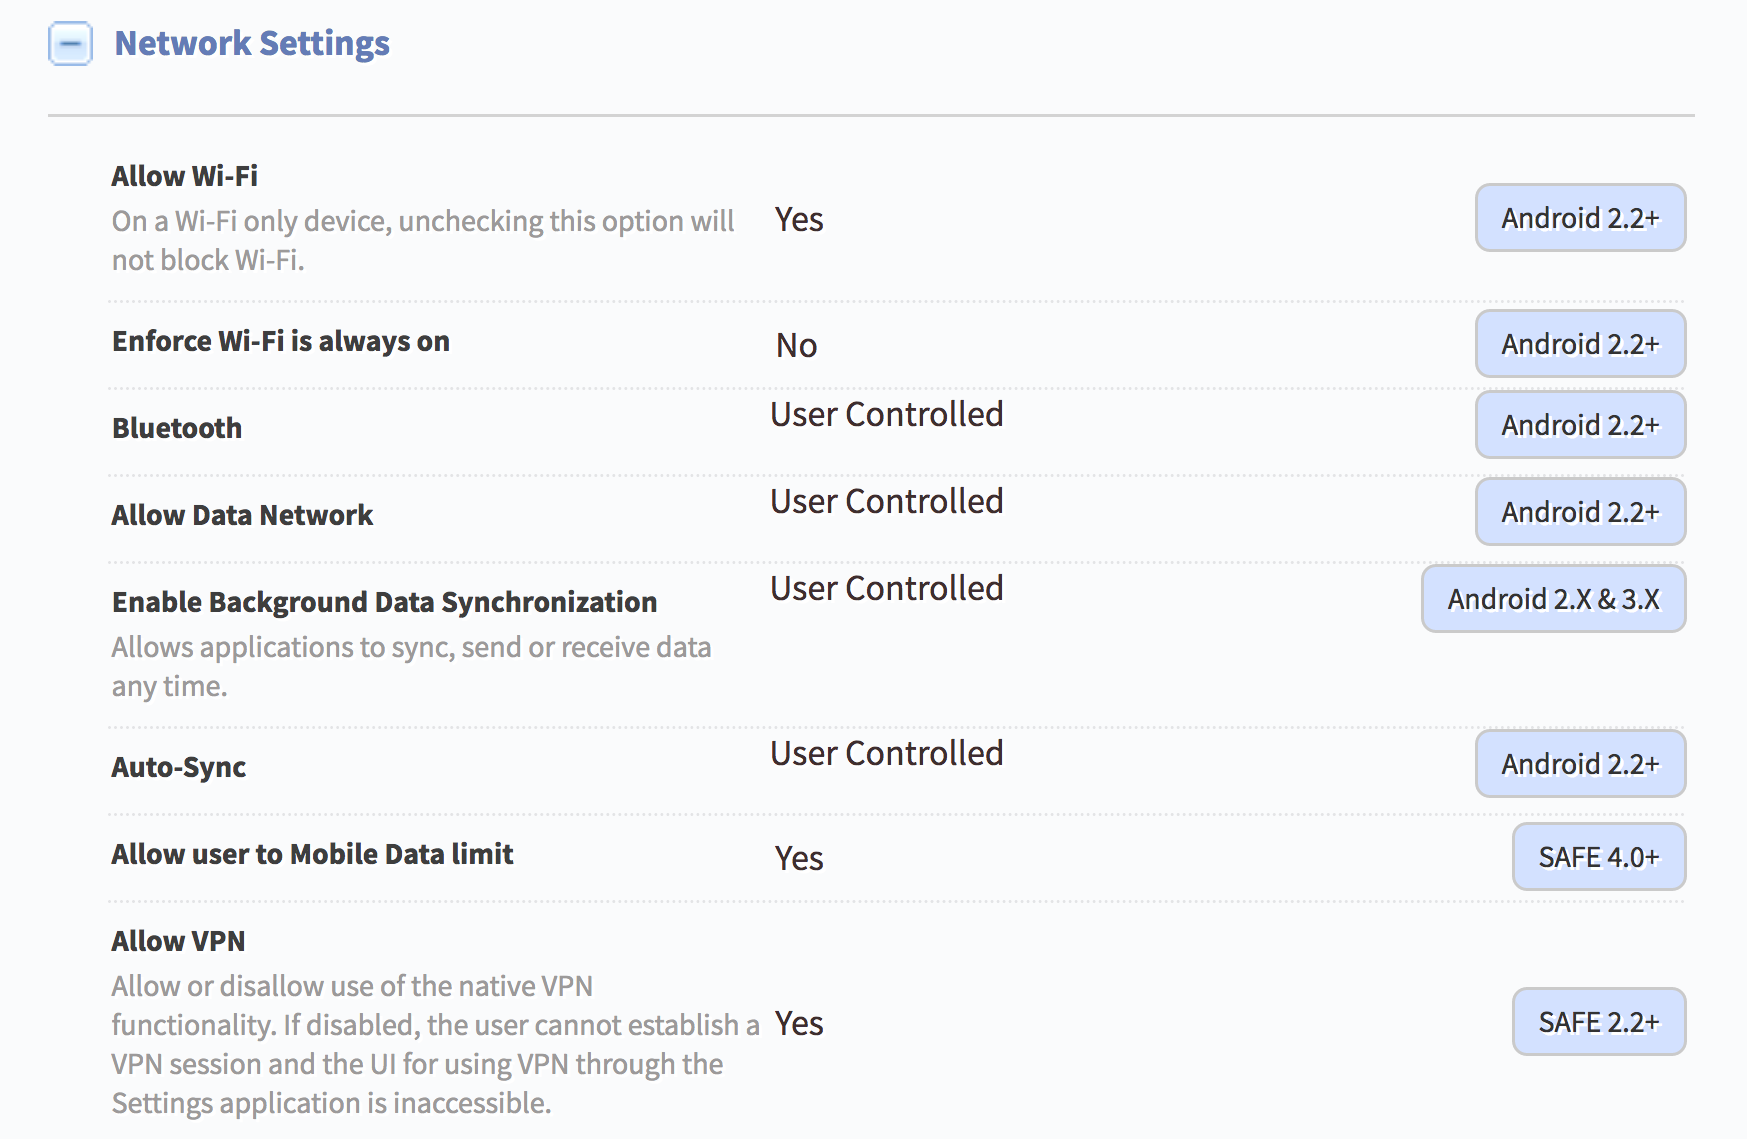 Network Settings
Allow Wi-Fi
On a Wi-Fi only device, unchecking this option will
not block Wi-Fi.
Yes
Android 2.2+
Enforce Wi-Fi is always on
No
Android 2.2+
Bluetooth
User Controlled
Android 2.2+
Allow Data Network
User Controlled
Android 2.2+
Enable Background Data Synchronization
Allows applications to sync, send or receive data
any time.
User Controlled
Android 2.X & 3.X
Auto-Sync
User Controlled
Android 2.2+
Allow user to Mobile Data limit
Yes
SAFE 4.0+
Allow VPN
Allow or disallow use of the native VPN
functionality. If disabled, the user cannot establish a
VPN session and the UI for using VPN through the
Settings application is inaccessible.
Yes
SAFE 2.2+